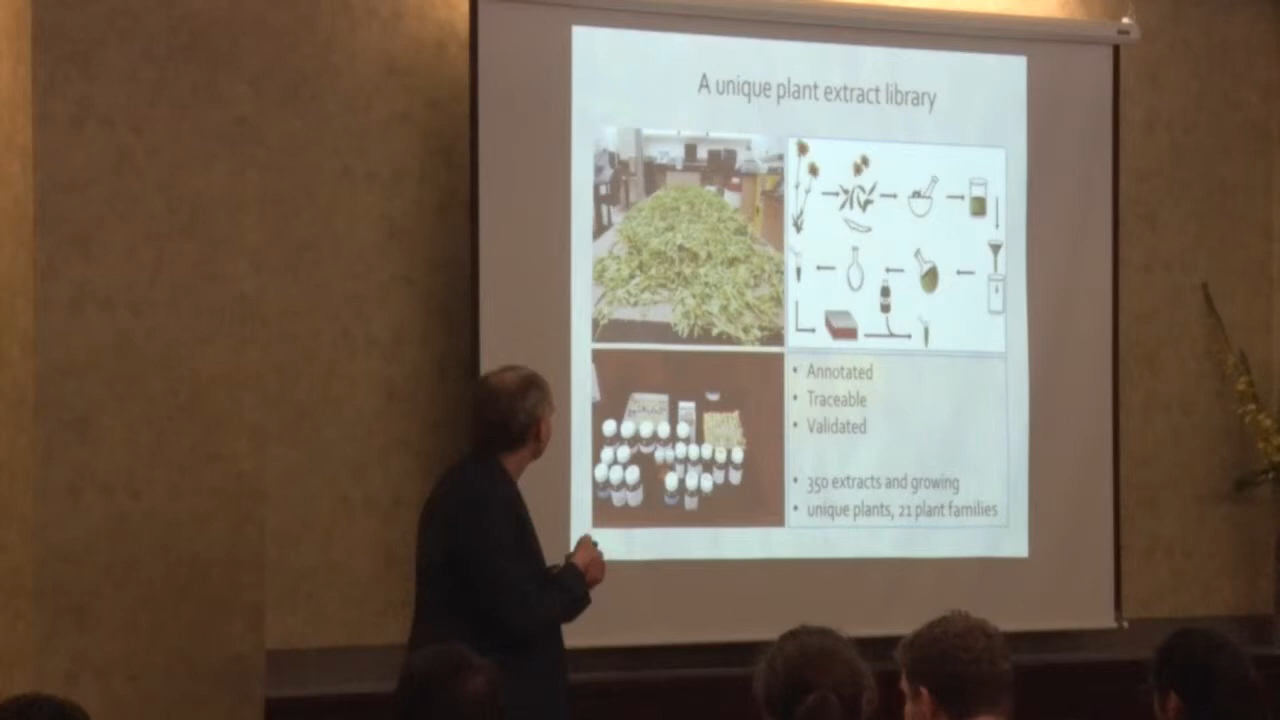 A unique plant extract library
Annotated
Traceable
Validated
350 extracts and growing
unique plants, 21 plant families